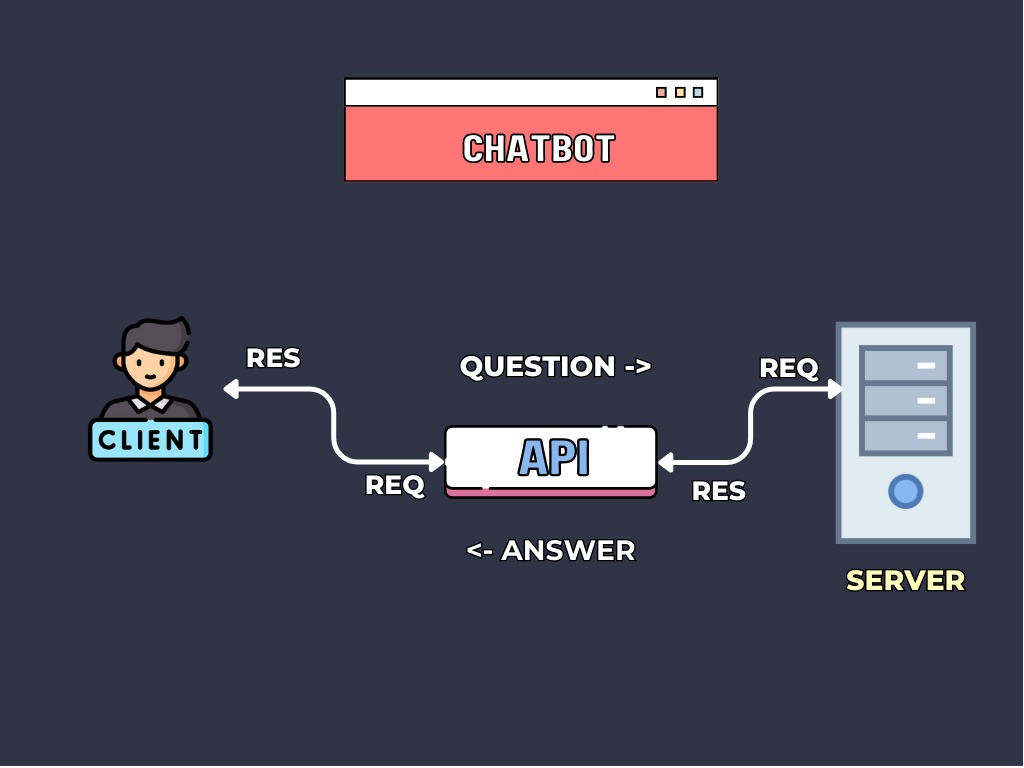 CHATBOT
RES
QUESTION ->
REQ
CLIENT
API
REQ
RES
<- ANSWER
SERVER